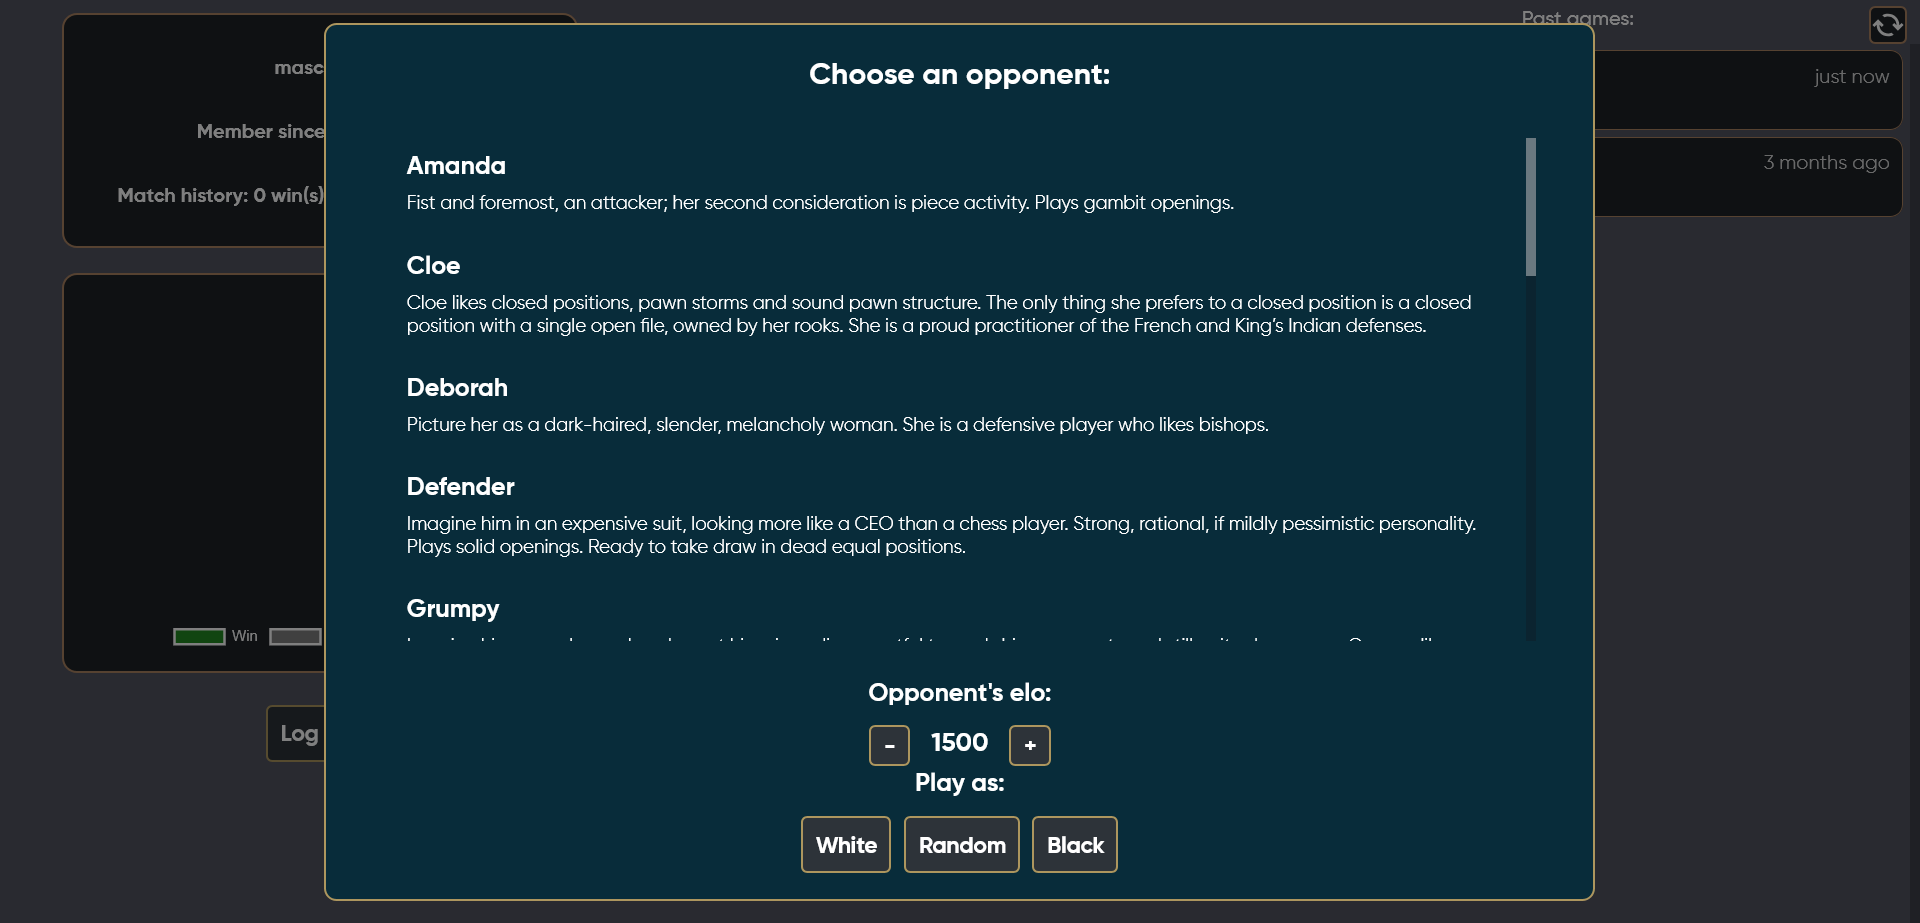 masc
Member since
Match history: 0 win(s)
Win
Log
Past games:
just now
3 months ago
Choose an opponent:
Amanda
Fist and foremost, an attacker; her second consideration is piece activity. Plays gambit openings.
Cloe
Cloe likes closed positions, pawn storms and sound pawn structure. The only thing she prefers to a closed position is a closed
position with a single open file, owned by her rooks. She is a proud practitioner of the French and King’s Indian defenses.
Deborah
Picture her as a dark-haired, slender, melancholy woman. She is a defensive player who likes bishops.
Defender
Imagine him in an expensive suit, looking more like a CEO than a chess player. Strong, rational, if mildly pessimistic personality.
Plays solid openings. Ready to take draw in dead equal positions.
Grumpy
Opponent's elo:
- 1500 +
Play as:
White Random Black